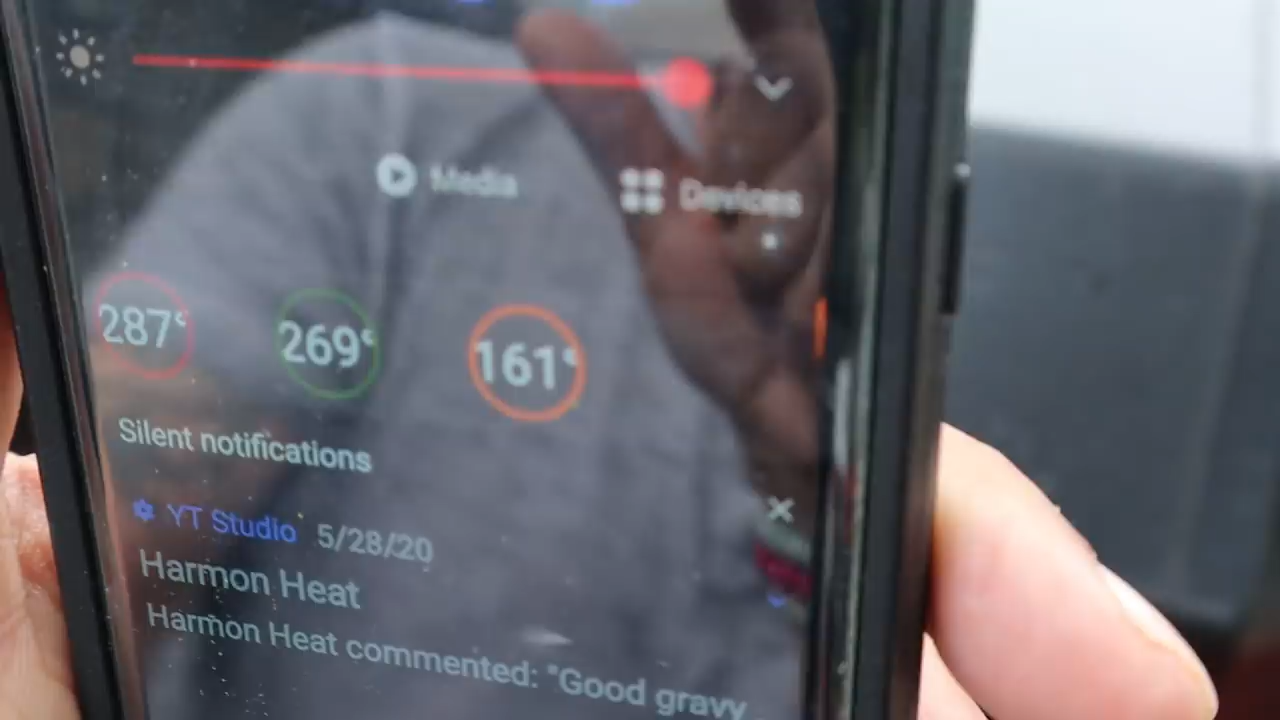 Media
Devices
287°
269°
161°
Silent notifications
YT Studio 5/28/20
Harmon Heat
Harmon Heat commented: "Good gravy